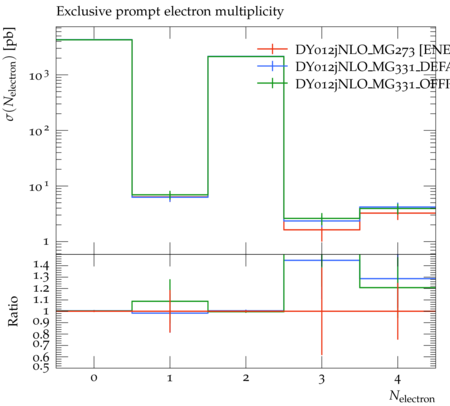 Exclusive prompt electron multiplicity
σ(N_electron) [pb]
DY012jNLO_MG273 [ENE
DY012jNLO_MG331_DEFA
DY012jNLO_MG331_OFFI
10^3
10^2
10^1
1
Ratio
1.4
1.3
1.2
1.1
1
0.9
0.8
0.7
0.6
0.5
0 1 2 3 4
N_electron